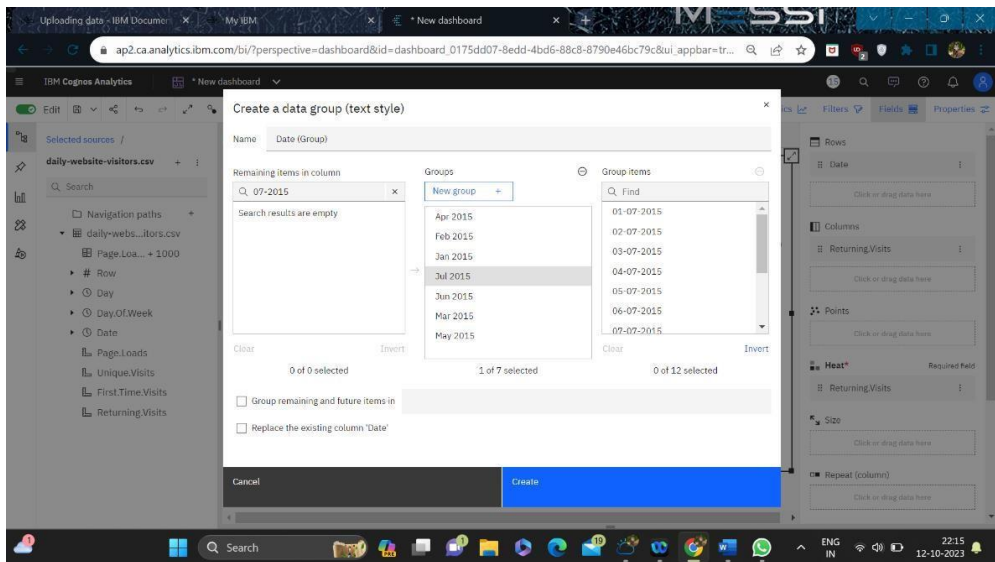 Uploading data - IBM Documen
My IBM
* New dashboard
MESSI
ap2.ca.analytics.ibm.com/bi/?perspective=dashboard&id=dashboard_0175dd07-8edd-4bd6-88c8-8790e46bc79c&ui_appbar=tr...
IBM Cognos Analytics
* New dashboard
15
Edit
Filters
Fields
Properties
Create a data group (text style)
Name
Date (Group)
Selected sources /
daily-website-visitors.csv
Search
Navigation paths
daily-webs...itors.csv
Page.Loa... + 1000
# Row
Day
Day.Of.Week
Date
Page.Loads
Unique.Visits
First.Time.Visits
Returning.Visits
Remaining items in column
07-2015
Search results are empty
Clear
Invert
0 of 0 selected
Groups
New group +
Apr 2015
Feb 2015
Jan 2015
Jul 2015
Jun 2015
Mar 2015
May 2015
1 of 7 selected
Group items
Find
01-07-2015
02-07-2015
03-07-2015
04-07-2015
05-07-2015
06-07-2015
07-07-2015
Clear
Invert
0 of 12 selected
Group remaining and future items in
Replace the existing column 'Date'
Cancel
Create
Rows
Date
Click or drag data here
Columns
Returning.Visits
Click or drag data here
Points
Click or drag data here
Heat*
Required field
Returning.Visits
Size
Click or drag data here
Repeat (column)
Click or drag data here
1
Search
19
ENG
IN
22:15
12-10-2023